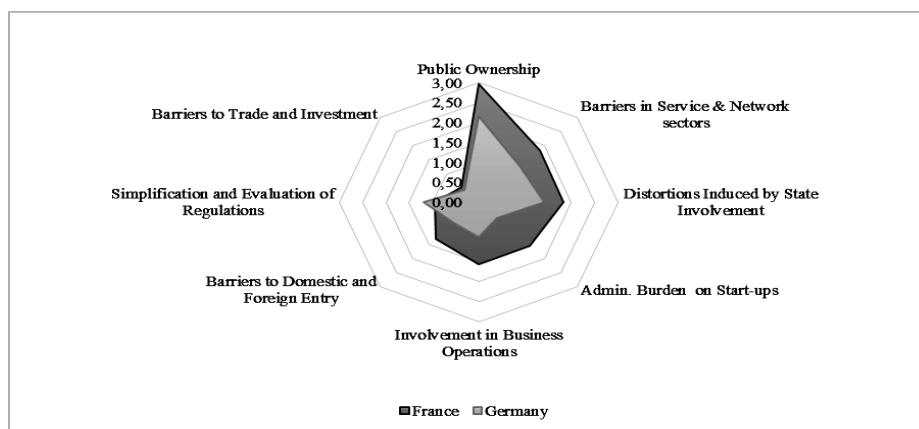 Public Ownership
3,00
2,50
2,00
1,50
1,00
0,50
0,00
Barriers in Service & Network
sectors
Distortions Induced by State
Involvement
Admin. Burden on Start-ups
Involvement in Business
Operations
Barriers to Domestic and
Foreign Entry
Simplification and Evaluation of
Regulations
Barriers to Trade and Investment
France
Germany